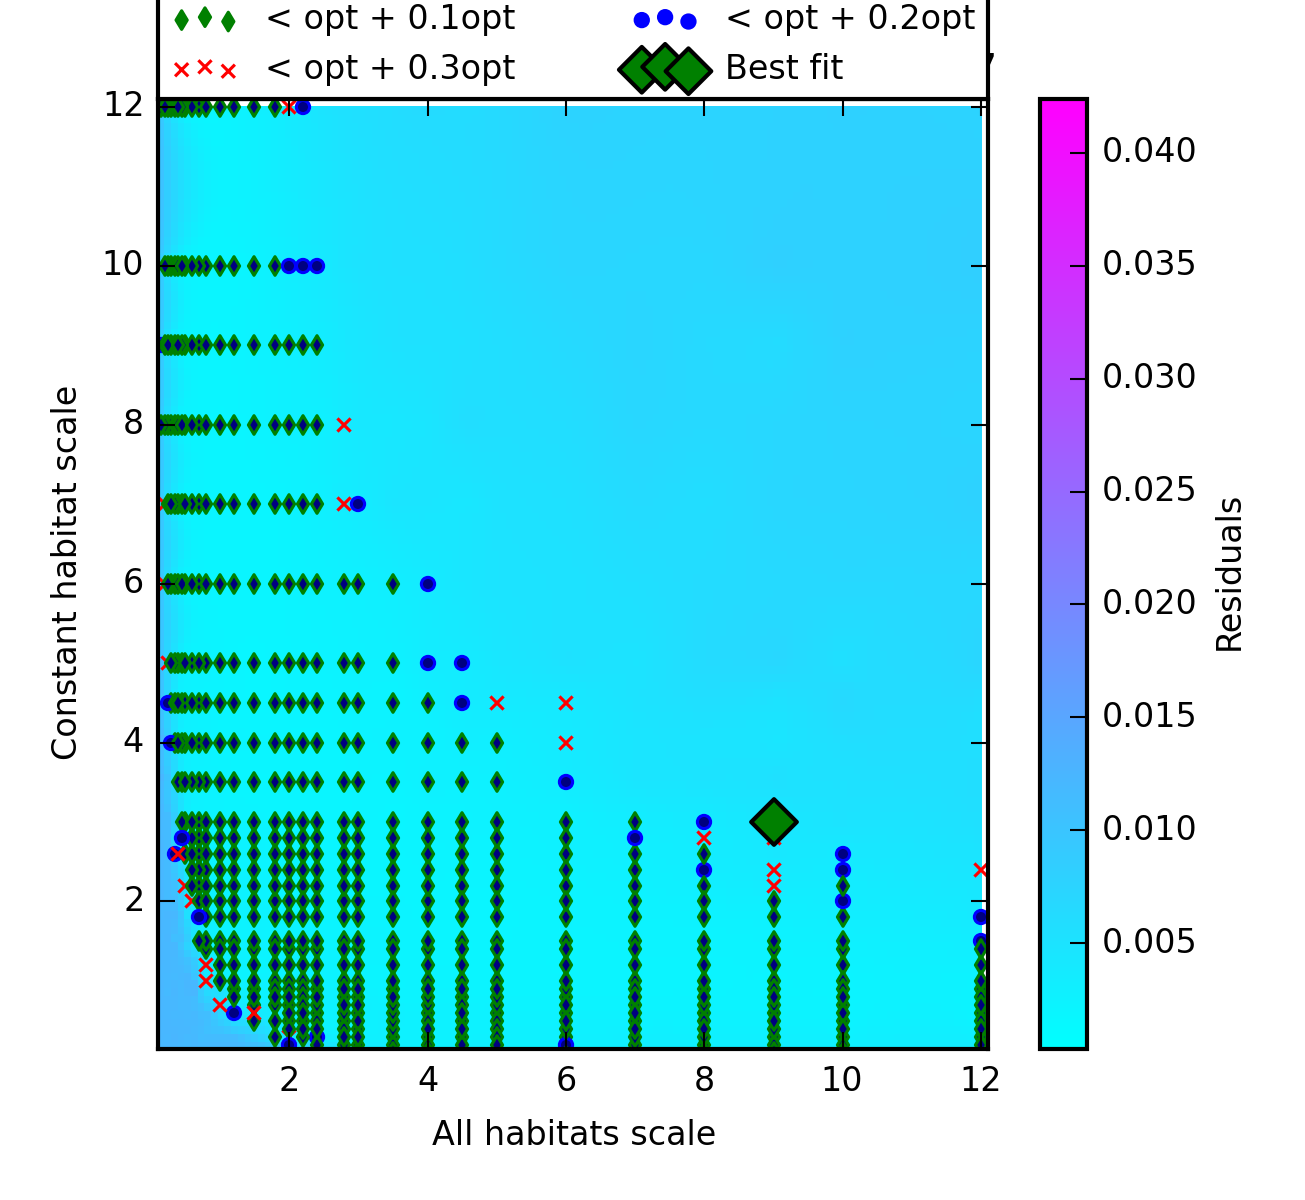 < opt + 0.1opt < opt + 0.2opt
< opt + 0.3opt Best fit
12
10
8
6
4
2
Constant habitat scale
2 4 6 8 10 12
All habitats scale
0.040
0.035
0.030
0.025
0.020
0.015
0.010
0.005
Residuals